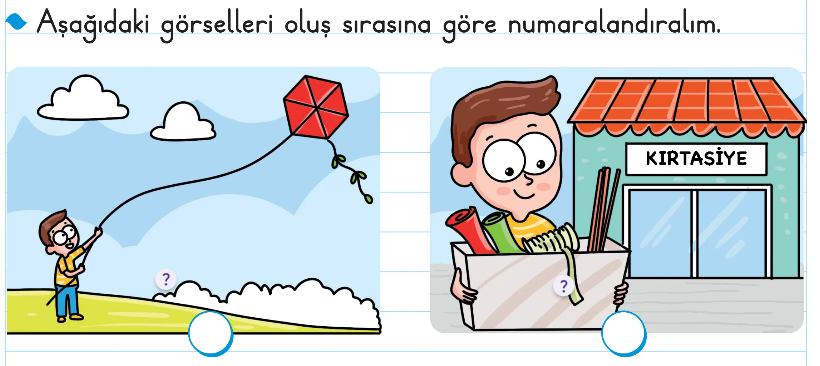 Aşağıdaki görselleri oluş sırasına göre numaralandıralım.
KIRTASİYE
?
?